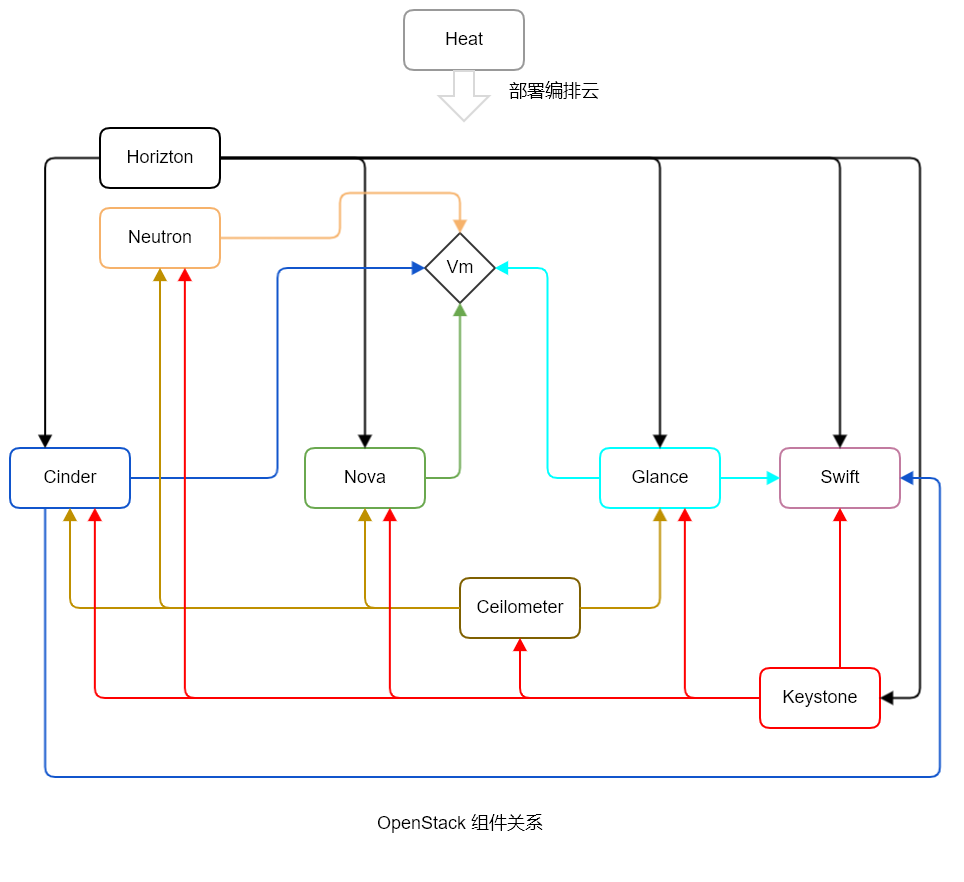 Heat
部署编排云
Horizton
Neutron
Vm
Cinder
Nova
Glance
Swift
Ceilometer
Keystone
OpenStack 组件关系